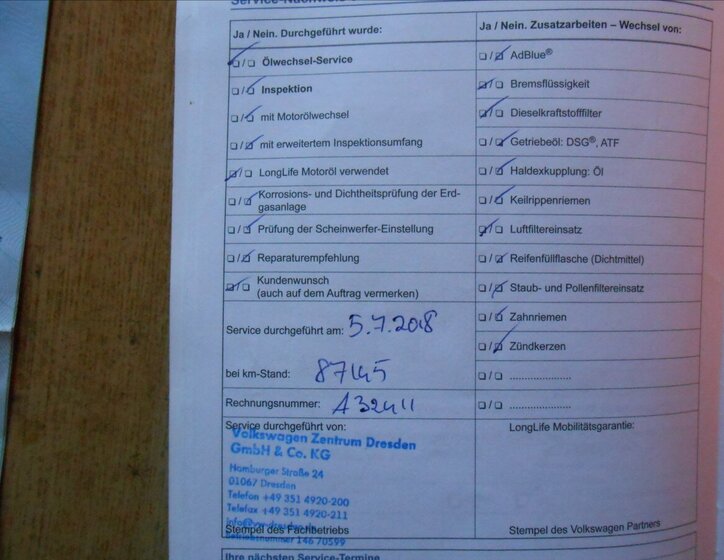 Service-Nachweis
Ja / Nein. Durchgeführt wurde:
Ölwechsel-Service
Inspektion
mit Motorölwechsel
mit erweitertem Inspektionsumfang
LongLife Motoröl verwendet
Korrosions- und Dichtheitsprüfung der Erd-
gasanlage
Prüfung der Scheinwerfer-Einstellung
Reparaturempfehlung
Kundenwunsch
(auch auf dem Auftrag vermerken)
Service durchgeführt am: 5.7.2018
bei km-Stand: 87145
Rechnungsnummer: A32411
Service durchgeführt von:
Volkswagen Zentrum Dresden
GmbH & Co. KG
Hamburger Straße 24
01067 Dresden
Telefon +49 351 4920-200
Telefax +49 351 4920-211
Stempel des Fachbetriebs
Betriebsnummer 146 70599
Ja / Nein. Zusatzarbeiten – Wechsel von:
AdBlue®
Bremsflüssigkeit
Dieselkraftstofffilter
Getriebeöl: DSG®, ATF
Haldexkupplung: Öl
Keilrippenriemen
Luftfiltereinsatz
Reifenfüllflasche (Dichtmittel)
Staub- und Pollenfiltereinsatz
Zahnriemen
Zündkerzen
LongLife Mobilitätsgarantie:
Stempel des Volkswagen Partners
Ihre nächsten Service-Termine